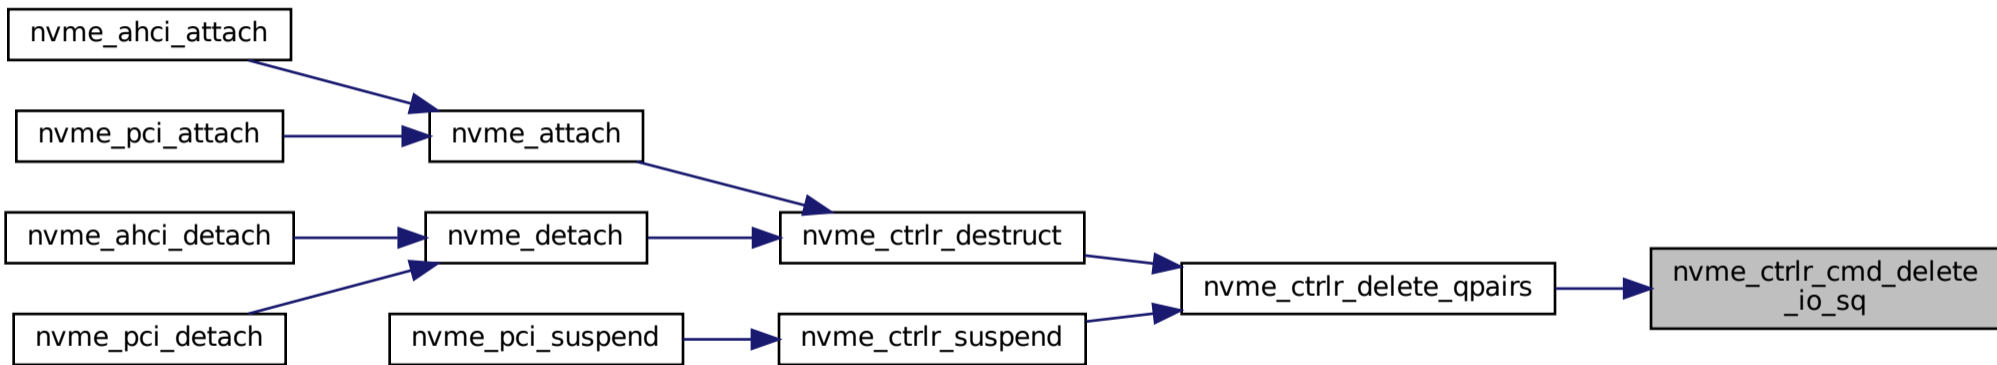 nvme_ahci_attach
nvme_pci_attach
nvme_attach
nvme_ahci_detach
nvme_detach
nvme_ctrlr_destruct
nvme_ctrlr_delete_qpairs
nvme_ctrlr_cmd_delete
_io_sq
nvme_pci_detach
nvme_pci_suspend
nvme_ctrlr_suspend